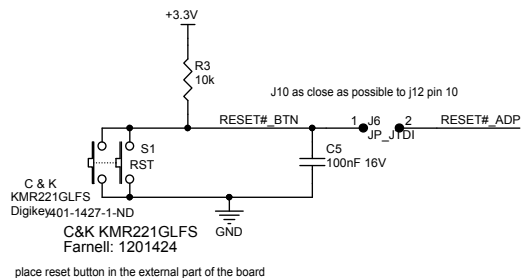 +3.3V
R3
10k
J10 as close as possible to j12 pin 10
RESET#_BTN
1 J6 2
JP_JTDI
RESET#_ADP
S1
RST
C5
100nF 16V
C & K
KMR221GLFS
Digikey/401-1427-1-ND
GND
C&K KMR221GLFS
Farnell: 1201424
place reset button in the external part of the board